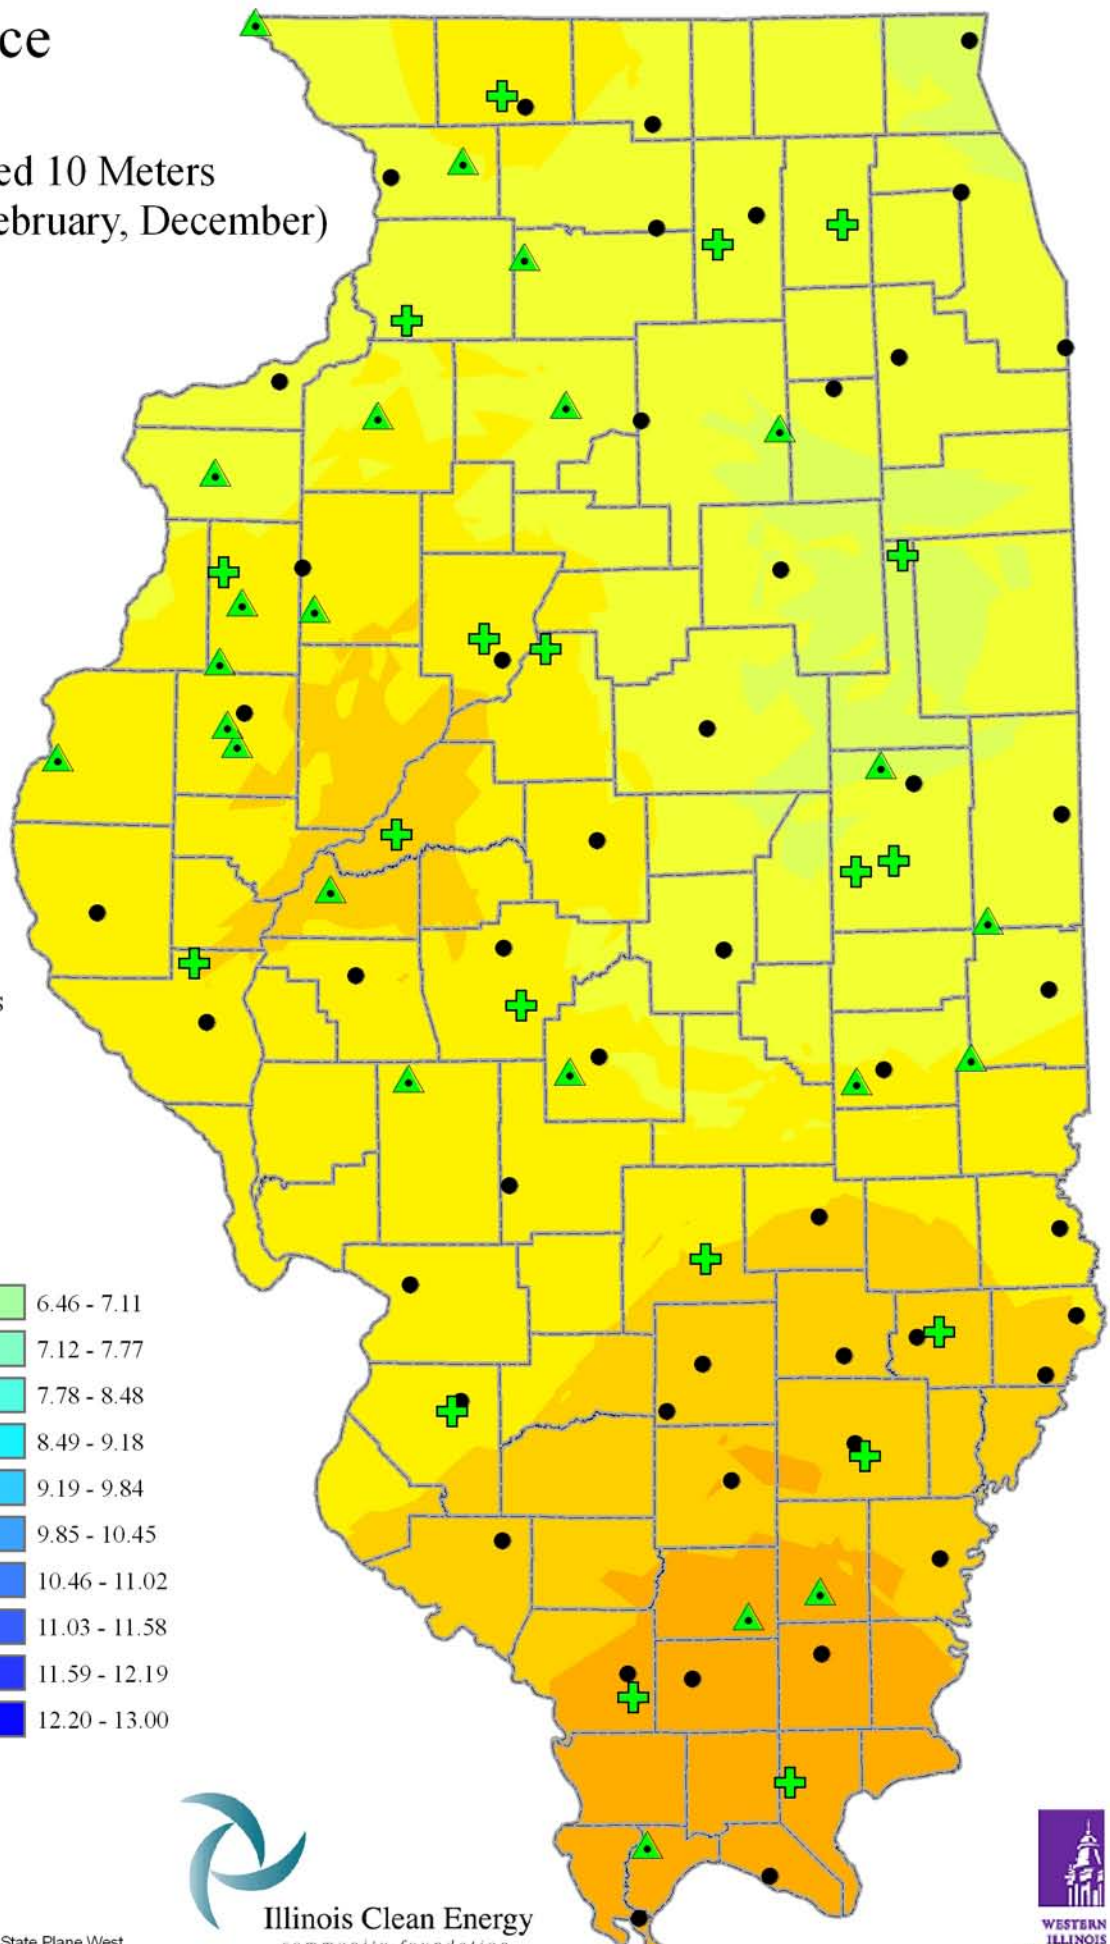 ce
ed 10 Meters
ebruary, December)
s
6.46 - 7.11
7.12 - 7.77
7.78 - 8.48
8.49 - 9.18
9.19 - 9.84
9.85 - 10.45
10.46 - 11.02
11.03 - 11.58
11.59 - 12.19
12.20 - 13.00
Illinois Clean Energy
community foundation
WESTERN
ILLINOIS
State Plane West